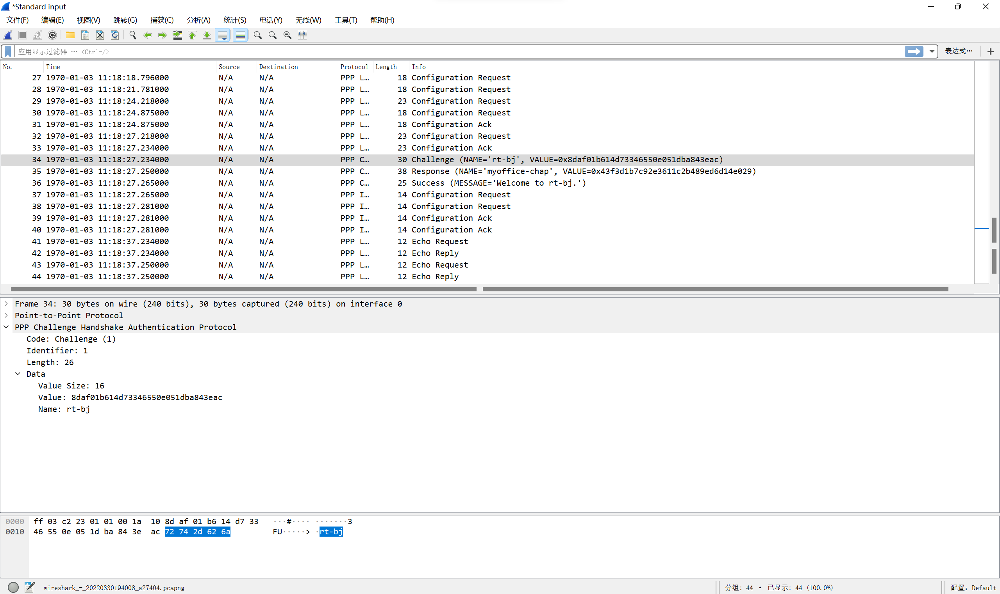 *Standard input
文件(F) 编辑(E) 视图(V) 跳转(G) 捕获(C) 分析(A) 统计(S) 电话(Y) 无线(W) 工具(T) 帮助(H)
应用显示过滤器 … <Ctrl-/> 表达式…
No. Time Source Destination Protocol Length Info
27 1970-01-03 11:18:18.796000 N/A N/A PPP L… 18 Configuration Request
28 1970-01-03 11:18:21.781000 N/A N/A PPP L… 18 Configuration Request
29 1970-01-03 11:18:24.218000 N/A N/A PPP L… 23 Configuration Request
30 1970-01-03 11:18:24.875000 N/A N/A PPP L… 18 Configuration Request
31 1970-01-03 11:18:24.875000 N/A N/A PPP L… 18 Configuration Ack
32 1970-01-03 11:18:27.218000 N/A N/A PPP L… 23 Configuration Request
33 1970-01-03 11:18:27.234000 N/A N/A PPP L… 23 Configuration Ack
34 1970-01-03 11:18:27.234000 N/A N/A PPP C… 30 Challenge (NAME='rt-bj', VALUE=0x8daf01b614d73346550e051dba843eac)
35 1970-01-03 11:18:27.250000 N/A N/A PPP C… 38 Response (NAME='myoffice-chap', VALUE=0x43f3d1b7c92e3611c2b489ed6d14e029)
36 1970-01-03 11:18:27.265000 N/A N/A PPP C… 25 Success (MESSAGE='Welcome to rt-bj.')
37 1970-01-03 11:18:27.265000 N/A N/A PPP I… 14 Configuration Request
38 1970-01-03 11:18:27.281000 N/A N/A PPP I… 14 Configuration Request
39 1970-01-03 11:18:27.281000 N/A N/A PPP I… 14 Configuration Ack
40 1970-01-03 11:18:27.281000 N/A N/A PPP I… 14 Configuration Ack
41 1970-01-03 11:18:37.234000 N/A N/A PPP L… 12 Echo Request
42 1970-01-03 11:18:37.234000 N/A N/A PPP L… 12 Echo Reply
43 1970-01-03 11:18:37.250000 N/A N/A PPP L… 12 Echo Request
44 1970-01-03 11:18:37.250000 N/A N/A PPP L… 12 Echo Reply
Frame 34: 30 bytes on wire (240 bits), 30 bytes captured (240 bits) on interface 0
Point-to-Point Protocol
PPP Challenge Handshake Authentication Protocol
Code: Challenge (1)
Identifier: 1
Length: 26
Data
Value Size: 16
Value: 8daf01b614d73346550e051dba843eac
Name: rt-bj
0000 ff 03 c2 23 01 01 00 1a 10 8d af 01 b6 14 d7 33 ···#···· ·······3
0010 46 55 0e 05 1d ba 84 3e ac 72 74 2d 62 6a FU·····> ·rt-bj
wireshark_-_20220330194008_a27404.pcapng 分组: 44 · 已显示: 44 (100.0%) 配置: Default